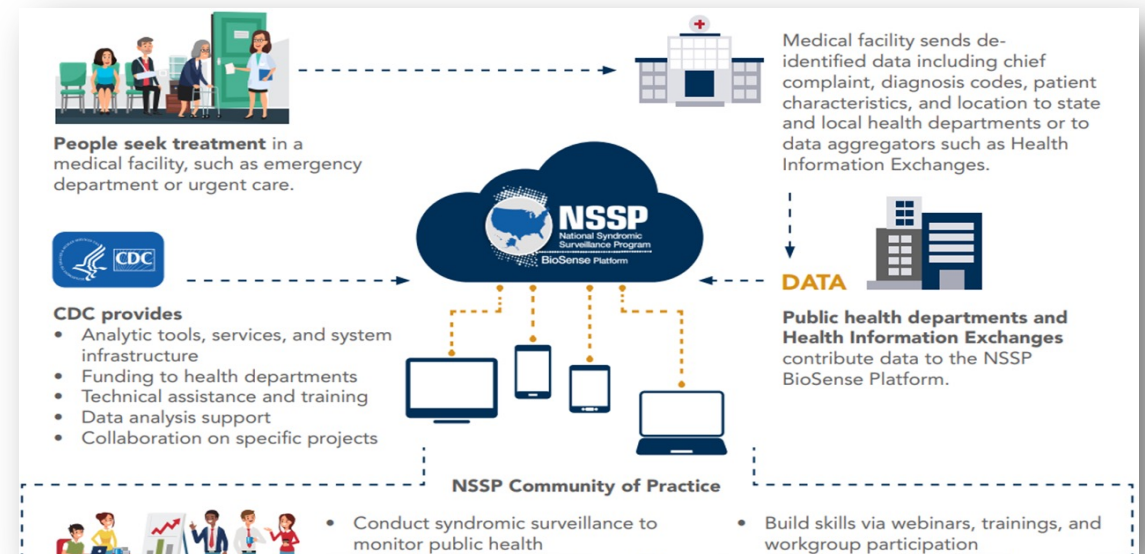 People seek treatment in a
medical facility, such as emergency
department or urgent care.
Medical facility sends de-
identified data including chief
complaint, diagnosis codes, patient
characteristics, and location to state
and local health departments or to
data aggregators such as Health
Information Exchanges.
NSSP
National Syndromic
Surveillance Program
BioSense Platform
DATA
Public health departments and
Health Information Exchanges
contribute data to the NSSP
BioSense Platform.
CDC
CDC provides
• Analytic tools, services, and system
infrastructure
• Funding to health departments
• Technical assistance and training
• Data analysis support
• Collaboration on specific projects
NSSP Community of Practice
• Conduct syndromic surveillance to
monitor public health
• Build skills via webinars, trainings, and
workgroup participation